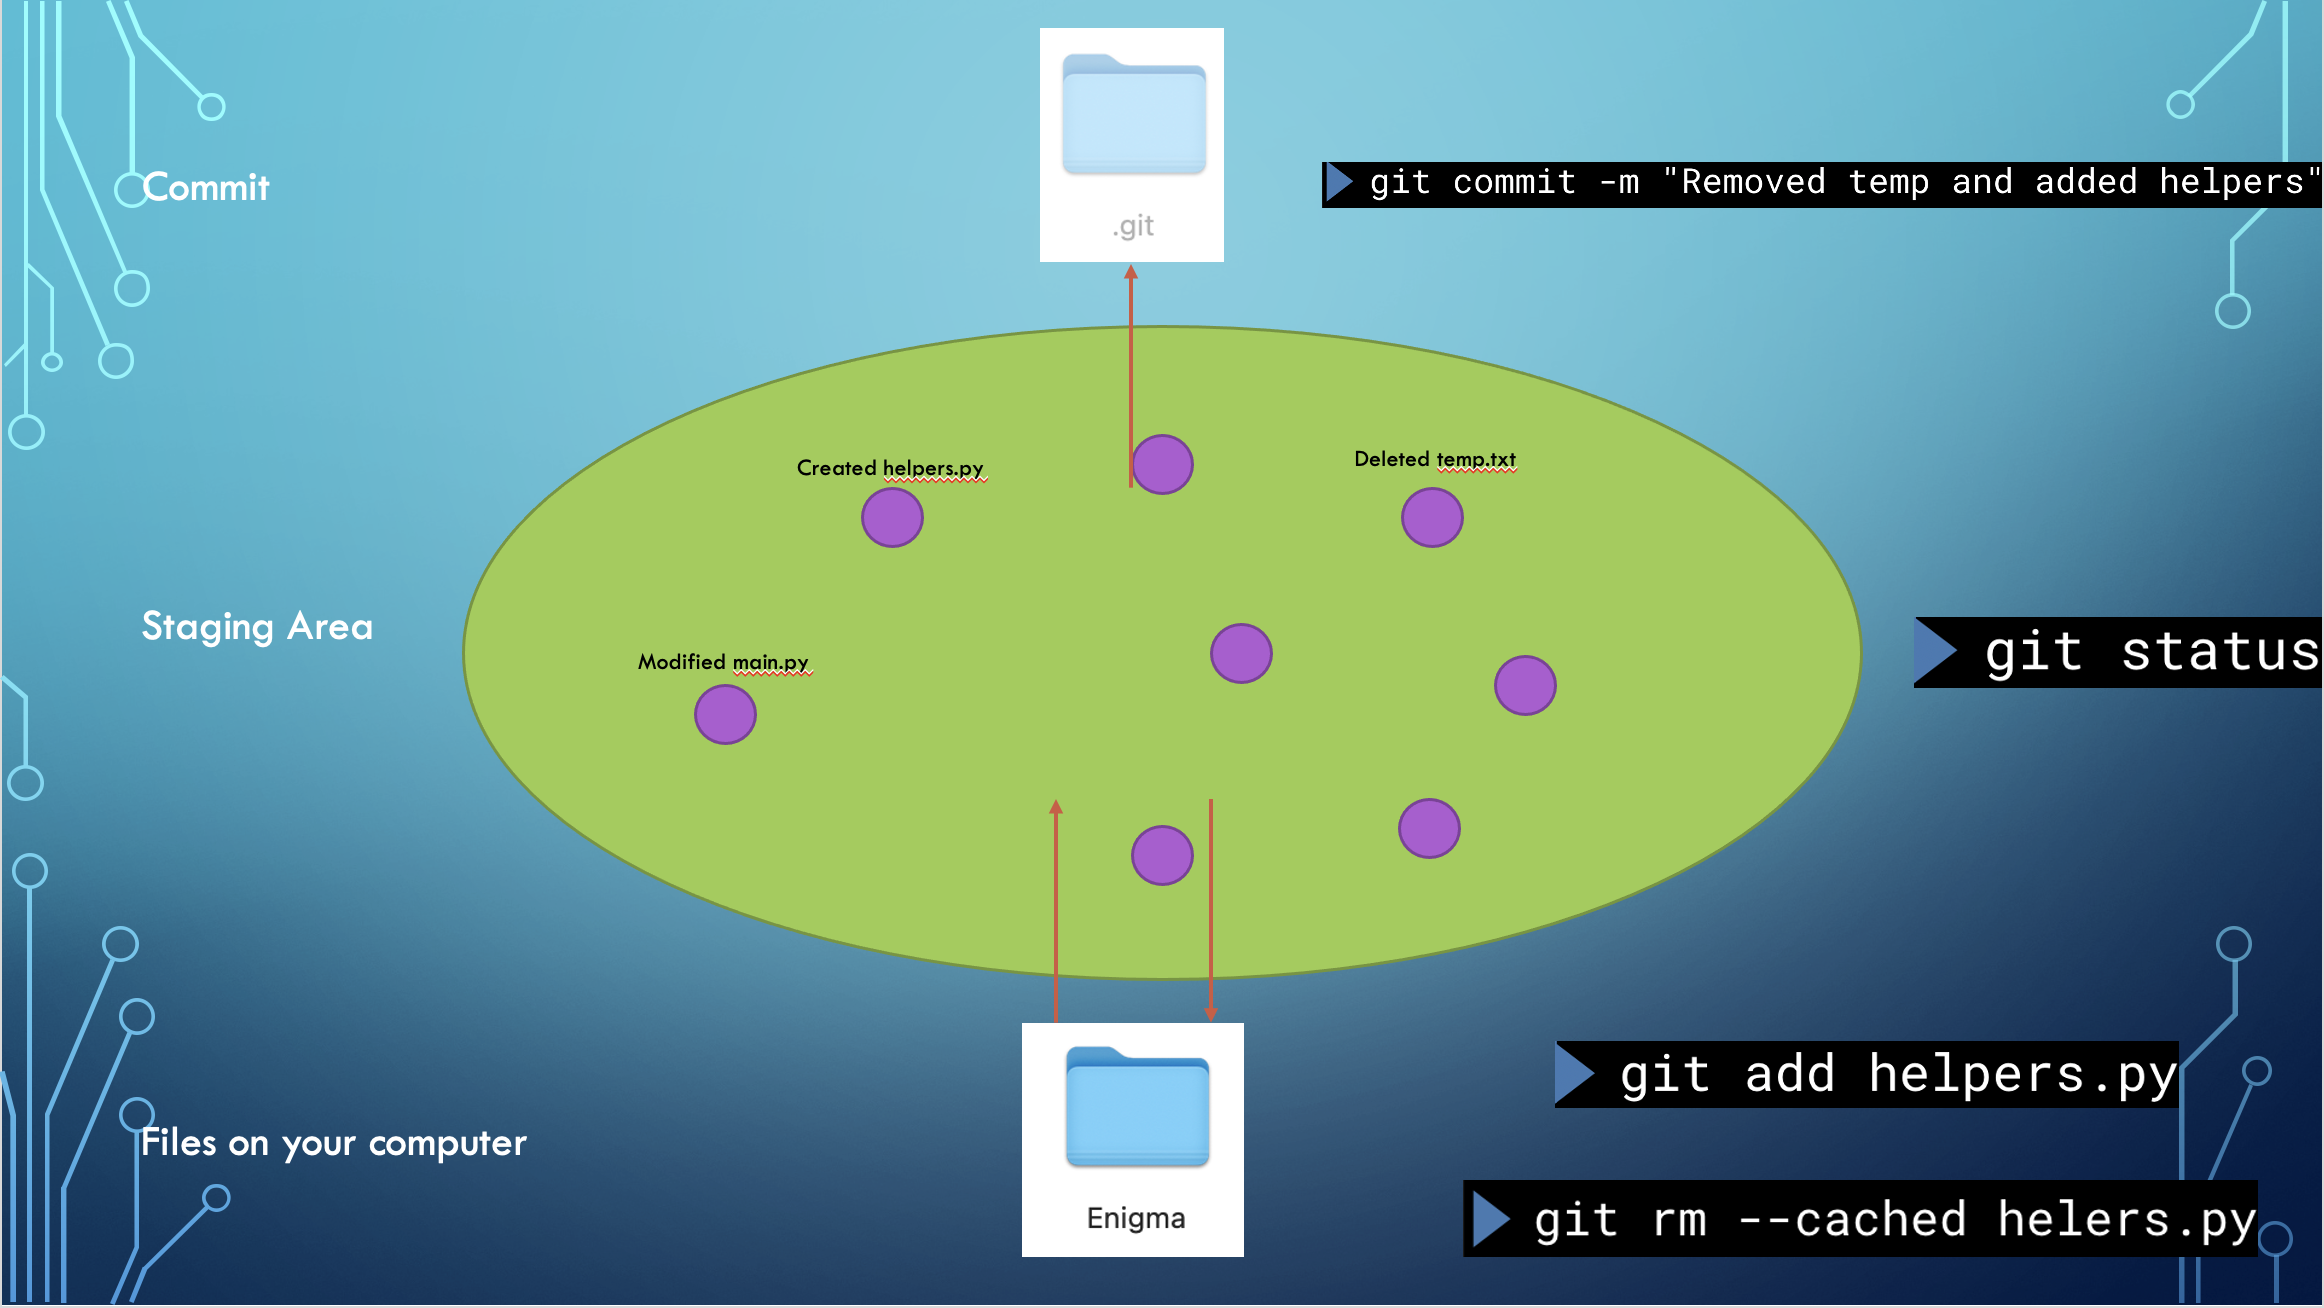 .git
Commit
git commit -m "Removed temp and added helpers"
Created helpers.py
Deleted temp.txt
Staging Area
Modified main.py
git status
git add helpers.py
Files on your computer
Enigma
git rm --cached helers.py